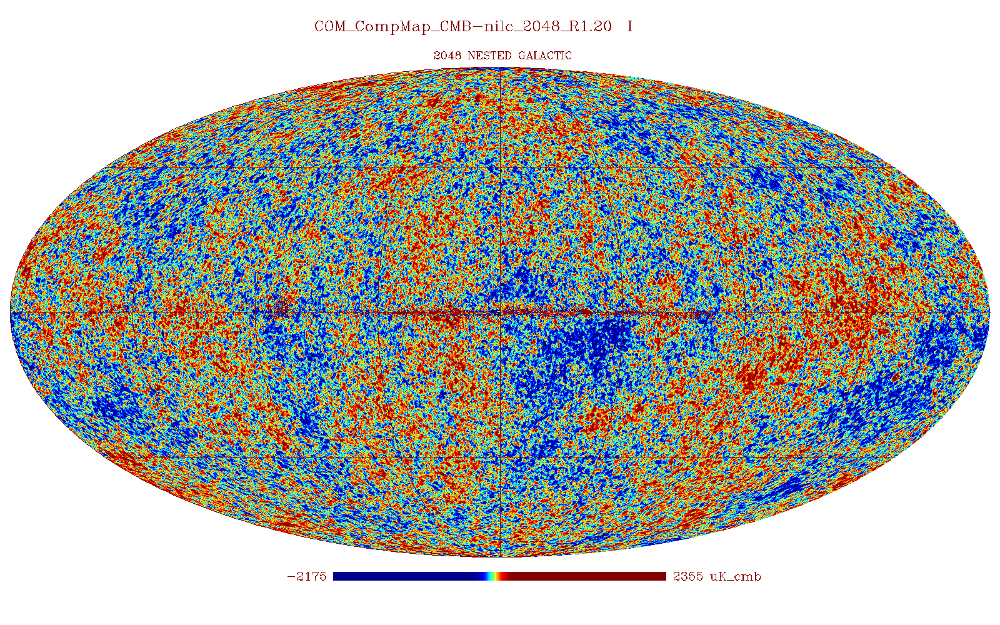 COM_CompMap_CMB-nilc_2048_R1.20 I
2048 NESTED GALACTIC
-2175 2355 uK_cmb